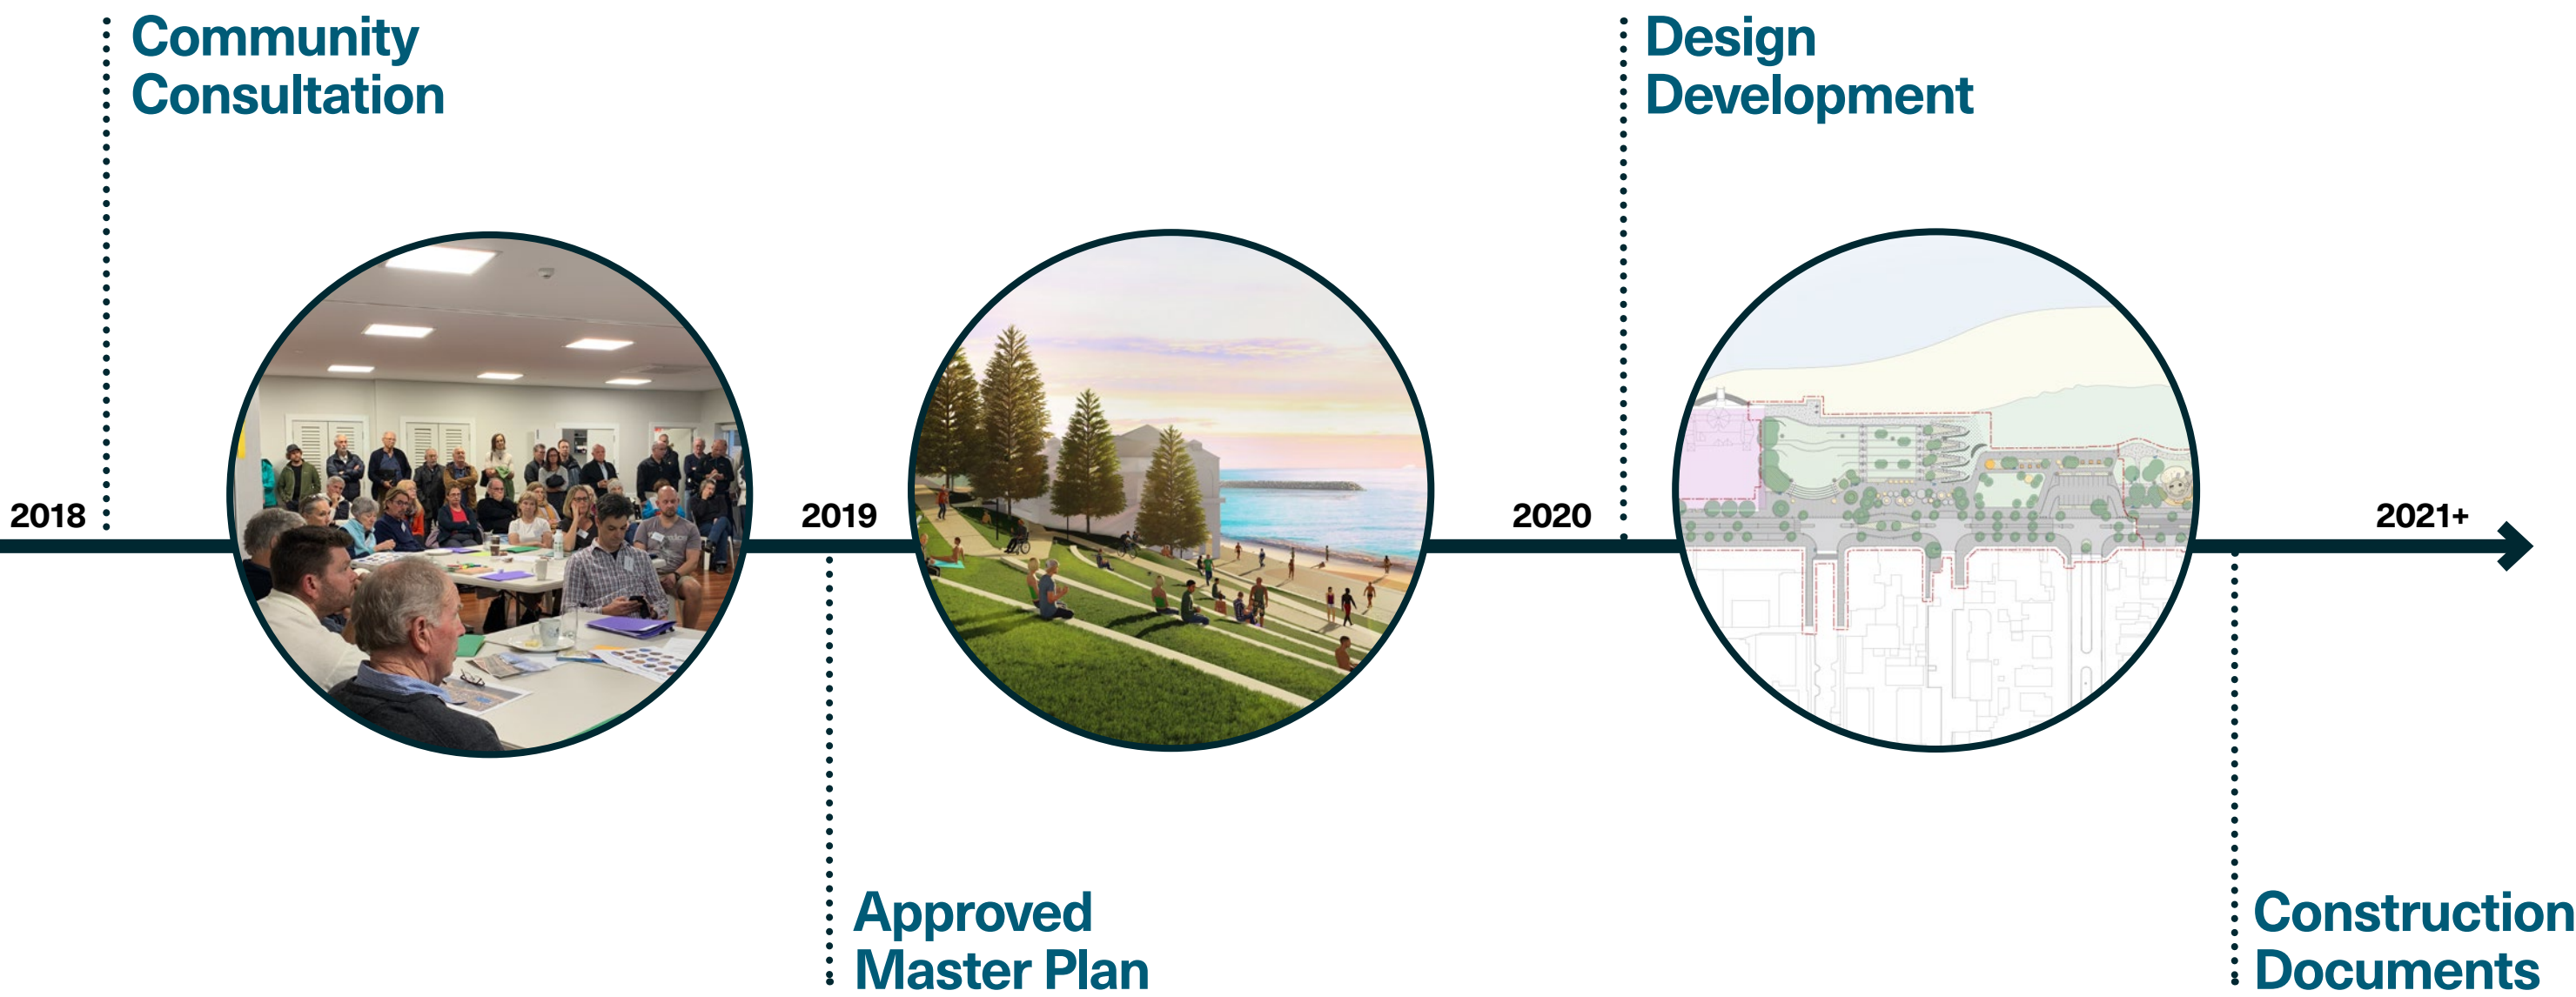 Community
Consultation
Design
Development
2018
2019
2020
2021+
Approved
Master Plan
Construction
Documents